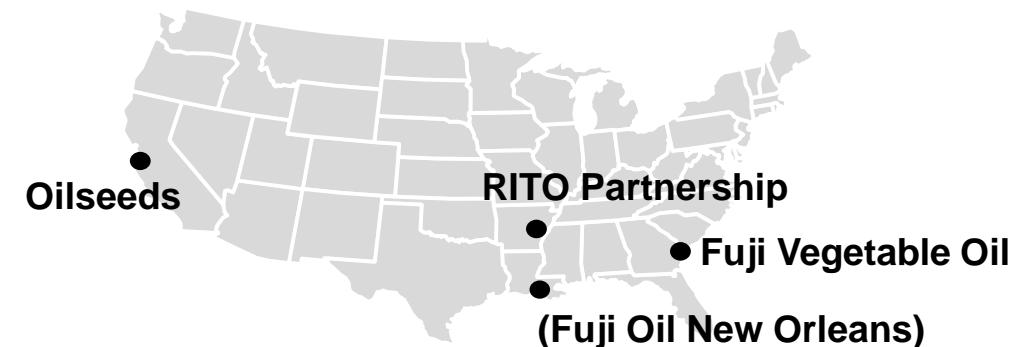 RITO Partnership
Oilseeds
Fuji Vegetable Oil
(Fuji Oil New Orleans)